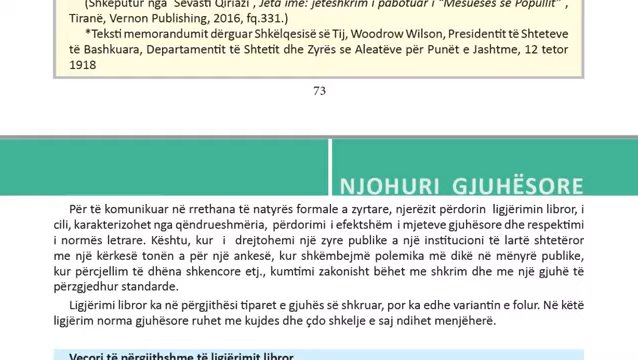 (Shkëputur nga "Sevasti Qiriazi", Jeta ime: jetëshkrim i pabotuar i "Mësueses së Popullit" ,
Tiranë, Vernon Publishing, 2016, fq.331.)
*Teksti memorandumit dërguar Shkëlqesisë së Tij, Woodrow Wilson, Presidentit të Shteteve
të Bashkuara, Departamentit të Shtetit dhe Zyrës se Aleatëve për Punët e Jashtme, 12 tetor
1918
73
NJOHURI GJUHËSORE
Për të komunikuar në rrethana të natyrës formale a zyrtare, njerëzit përdorin ligjërimin libror, i
cili, karakterizohet nga qëndrueshmëria, përdorimi i efektshëm i mjeteve gjuhësore dhe respektimi
i normës letrare. Kështu, kur i drejtohemi një zyre publike a një institucioni të lartë shtetëror
me një kërkesë tonën a për një ankesë, kur shkëmbejmë polemika më dikë në mënyrë publike,
kur përcjellim të dhëna shkencore etj., kumtimi zakonisht bëhet me shkrim dhe me një gjuhë të
përzgjedhur standarde.
Ligjërimi libror ka në përgjithësi tiparet e gjuhës së shkruar, por ka edhe variantin e folur. Në këtë
ligjërim norma gjuhësore ruhet me kujdes dhe çdo shkelje e saj ndihet menjëherë.
Veçori të përgjithshme të ligjërimit libror